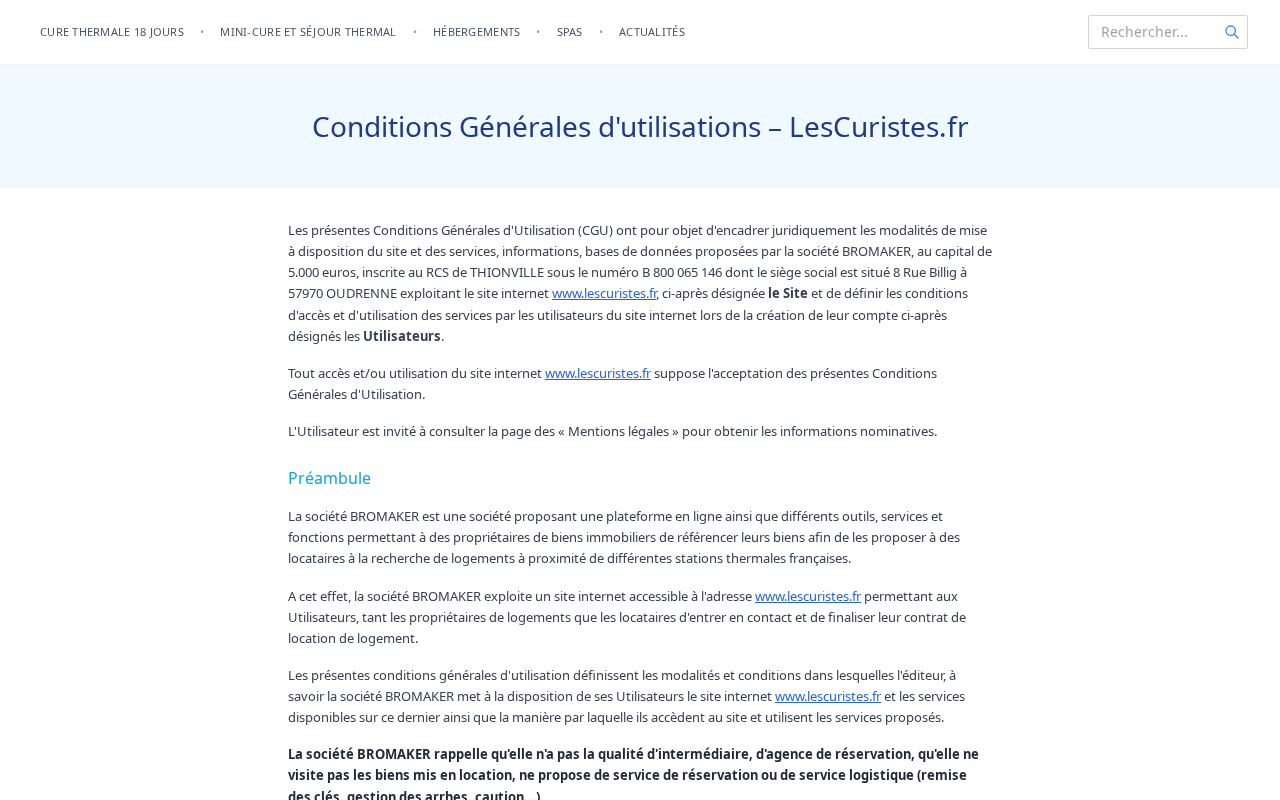 CURE THERMALE 18 JOURS • MINI-CURE ET SÉJOUR THERMAL • HÉBERGEMENTS • SPAS • ACTUALITÉS Rechercher...
Conditions Générales d'utilisations – LesCuristes.fr
Les présentes Conditions Générales d'Utilisation (CGU) ont pour objet d'encadrer juridiquement les modalités de mise
à disposition du site et des services, informations, bases de données proposées par la société BROMAKER, au capital de
5.000 euros, inscrite au RCS de THIONVILLE sous le numéro B 800 065 146 dont le siège social est situé 8 Rue Billig à
57970 OUDRENNE exploitant le site internet www.lescuristes.fr, ci-après désignée le Site et de définir les conditions
d'accès et d'utilisation des services par les utilisateurs du site internet lors de la création de leur compte ci-après
désignés les Utilisateurs.
Tout accès et/ou utilisation du site internet www.lescuristes.fr suppose l'acceptation des présentes Conditions
Générales d'Utilisation.
L'Utilisateur est invité à consulter la page des « Mentions légales » pour obtenir les informations nominatives.
Préambule
La société BROMAKER est une société proposant une plateforme en ligne ainsi que différents outils, services et
fonctions permettant à des propriétaires de biens immobiliers de référencer leurs biens afin de les proposer à des
locataires à la recherche de logements à proximité de différentes stations thermales françaises.
A cet effet, la société BROMAKER exploite un site internet accessible à l'adresse www.lescuristes.fr permettant aux
Utilisateurs, tant les propriétaires de logements que les locataires d'entrer en contact et de finaliser leur contrat de
location de logement.
Les présentes conditions générales d'utilisation définissent les modalités et conditions dans lesquelles l'éditeur, à
savoir la société BROMAKER met à la disposition de ses Utilisateurs le site internet www.lescuristes.fr et les services
disponibles sur ce dernier ainsi que la manière par laquelle ils accèdent au site et utilisent les services proposés.
La société BROMAKER rappelle qu'elle n'a pas la qualité d'intermédiaire, d'agence de réservation, qu'elle ne
visite pas les biens mis en location, ne propose de service de réservation ou de service logistique (remise
des clés, gestion des arrhes, caution...).